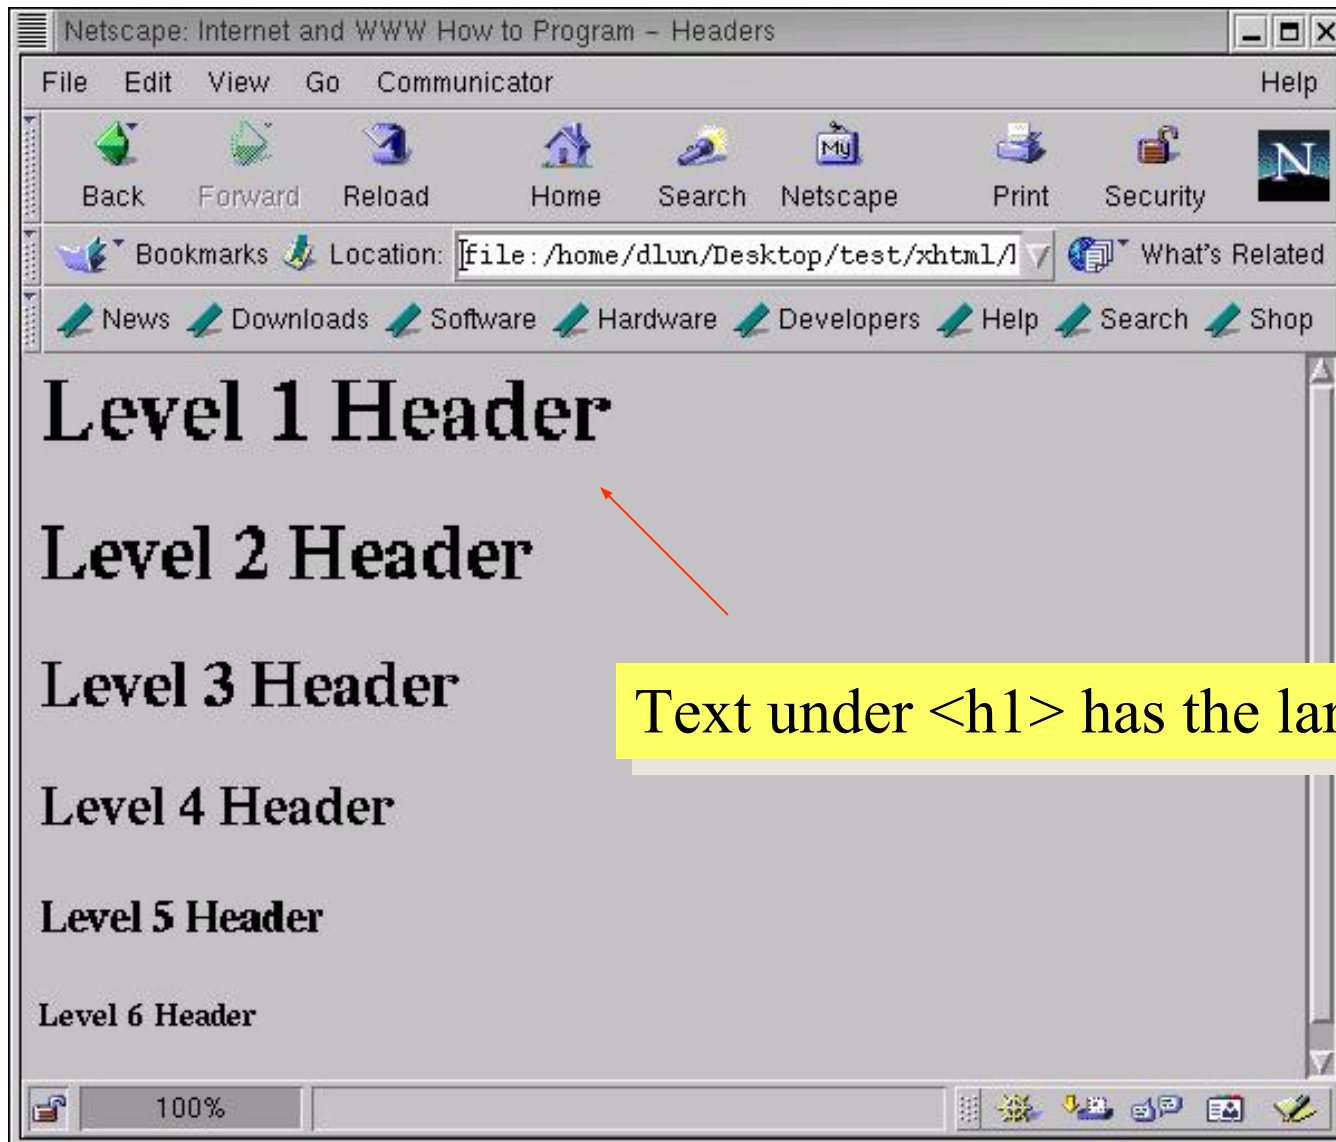 Netscape: Internet and WWW How to Program – Headers
File Edit View Go Communicator Help
Back Forward Reload Home Search Netscape Print Security
My
N
Bookmarks Location: file:/home/dlun/Desktop/test/xhtml/ What's Related
News Downloads Software Hardware Developers Help Search Shop
Level 1 Header
Level 2 Header
Level 3 Header
Text under <h1> has the
Level 4 Header
Level 5 Header
Level 6 Header
100%